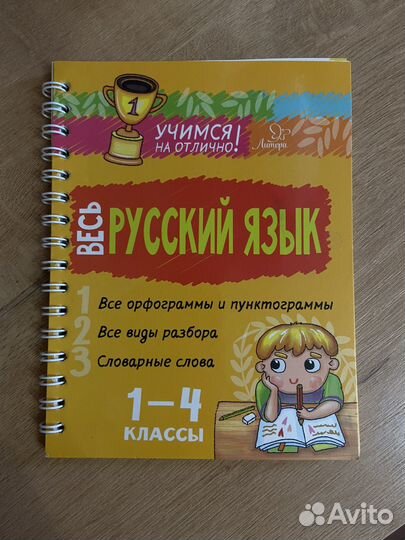 1
УЧИМСЯ
НА ОТЛИЧНО!
Литера
ВЕСЬ
РУССКИЙ ЯЗЫК
1 Все орфограммы и пунктограммы
2 Все виды разбора
3 Словарные слова
1–4
КЛАССЫ
Avito